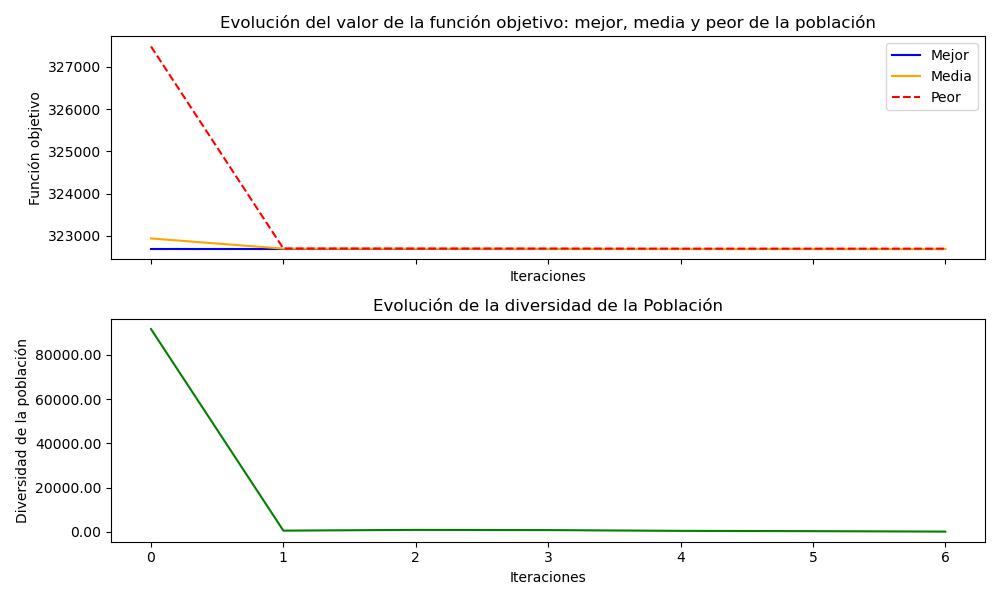 Evolución del valor de la función objetivo: mejor, media y peor de la población
Función objetivo
327000
326000
325000
324000
323000
Mejor
Media
Peor
Iteraciones
Evolución de la diversidad de la Población
Diversidad de la población
80000.00
60000.00
40000.00
20000.00
0.00
0 1 2 3 4 5 6
Iteraciones